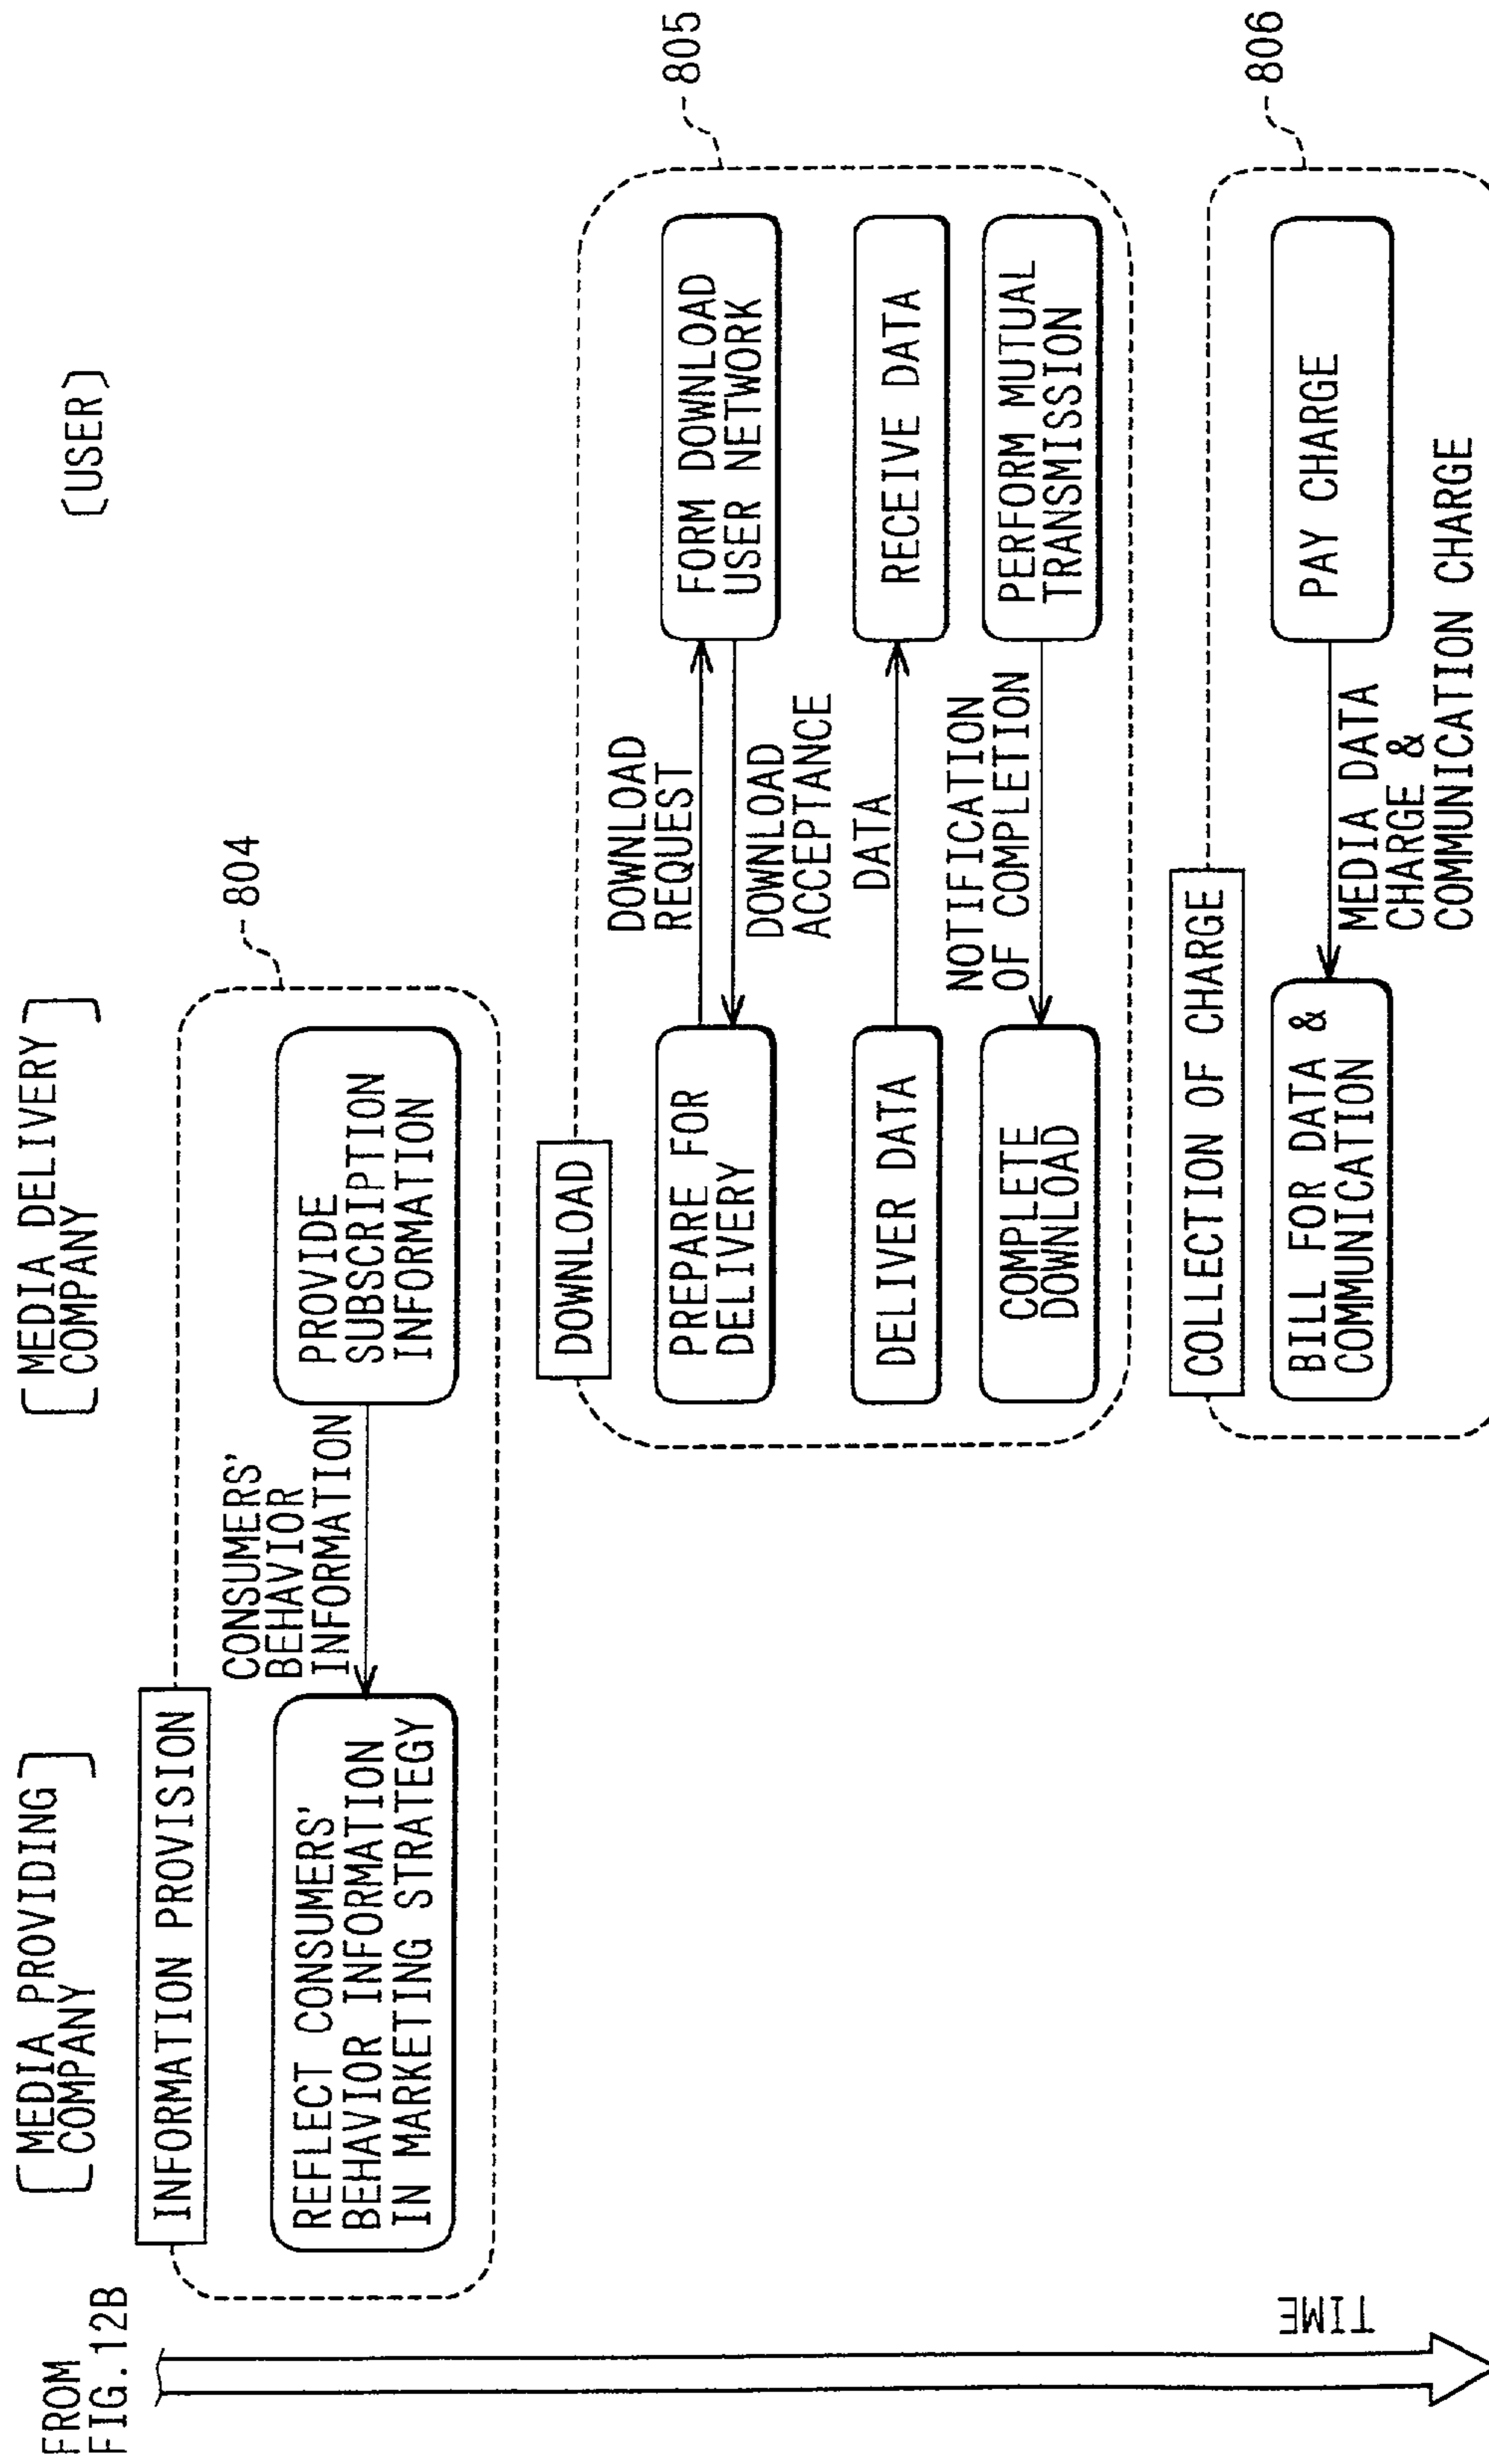 FROM
FIG.12B
[MEDIA PROVIDING
COMPANY]
[MEDIA DELIVERY
COMPANY]
(USER)
INFORMATION PROVISION
804
REFLECT CONSUMERS'
BEHAVIOR INFORMATION
IN MARKETING STRATEGY
CONSUMERS'
BEHAVIOR
INFORMATION
PROVIDE
SUBSCRIPTION
INFORMATION
DOWNLOAD
805
PREPARE FOR
DELIVERY
DOWNLOAD
REQUEST
DOWNLOAD
ACCEPTANCE
FORM DOWNLOAD
USER NETWORK
DELIVER DATA
DATA
RECEIVE DATA
COMPLETE
DOWNLOAD
NOTIFICATION
OF COMPLETION
PERFORM MUTUAL
TRANSMISSION
COLLECTION OF CHARGE
806
BILL FOR DATA &
COMMUNICATION
MEDIA DATA
CHARGE &
COMMUNICATION CHARGE
PAY CHARGE
TIME